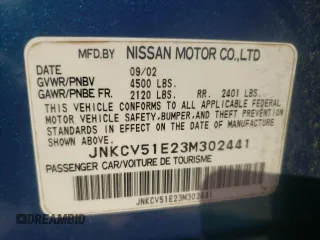 MFD.BY NISSAN MOTOR CO.,LTD
DATE 09/02
GVWR/PNBV 4500 LBS.
GAWR/PNBE FR. 2120 LBS. RR. 2401 LBS.
THIS VEHICLE CONFORMS TO ALL APPLICABLE FEDERAL
MOTOR VEHICLE SAFETY,BUMPER,AND THEFT PREVENTION
STANDARDS IN EFFECT ON THE DATE OF MANUFACTURE
SHOWN ABOVE.
JNKCV51E23M302441
PASSENGER CAR/VOITURE DE TOURISME
JNKCV51E23M302441
DREAMBID